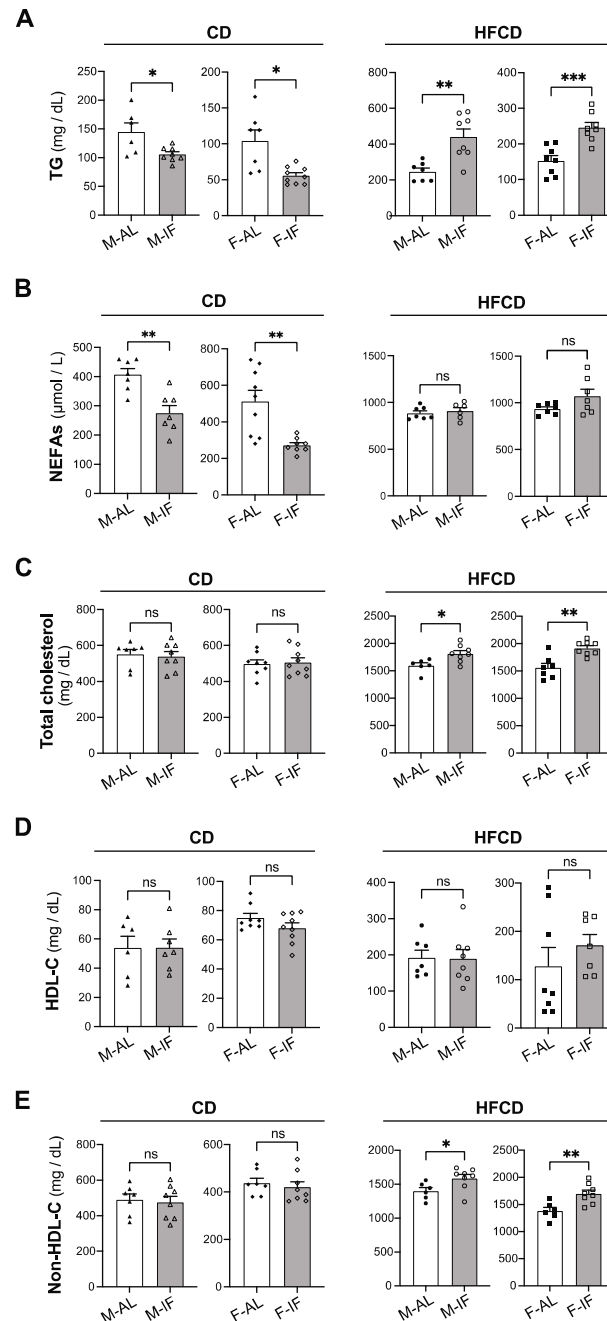 A
CD
HFCD
TG (mg / dL)
250
200
150
100
50
0
*
M-AL
M-IF
200
150
100
50
0
*
F-AL
F-IF
800
600
400
200
0
**
M-AL
M-IF
400
300
200
100
0
***
F-AL
F-IF
B
CD
HFCD
NEFAs (µmol / L)
500
400
300
200
100
0
**
M-AL
M-IF
800
600
400
200
0
**
F-AL
F-IF
1500
1000
500
0
ns
M-AL
M-IF
1500
1000
500
0
ns
F-AL
F-IF
C
CD
HFCD
Total cholesterol
(mg / dL)
800
600
400
200
0
ns
M-AL
M-IF
800
600
400
200
0
ns
F-AL
F-IF
2500
2000
1500
1000
500
0
*
M-AL
M-IF
2500
2000
1500
1000
500
0
**
F-AL
F-IF
D
CD
HFCD
HDL-C (mg / dL)
100
80
60
40
20
0
ns
M-AL
M-IF
100
75
50
25
0
ns
F-AL
F-IF
400
300
200
100
0
ns
M-AL
M-IF
300
200
100
0
ns
F-AL
F-IF
E
CD
HFCD
Non-HDL-C (mg / dL)
800
600
400
200
0
ns
M-AL
M-IF
600
400
200
0
ns
F-AL
F-IF
2000
1500
1000
500
0
*
M-AL
M-IF
2500
2000
1500
1000
500
0
**
F-AL
F-IF